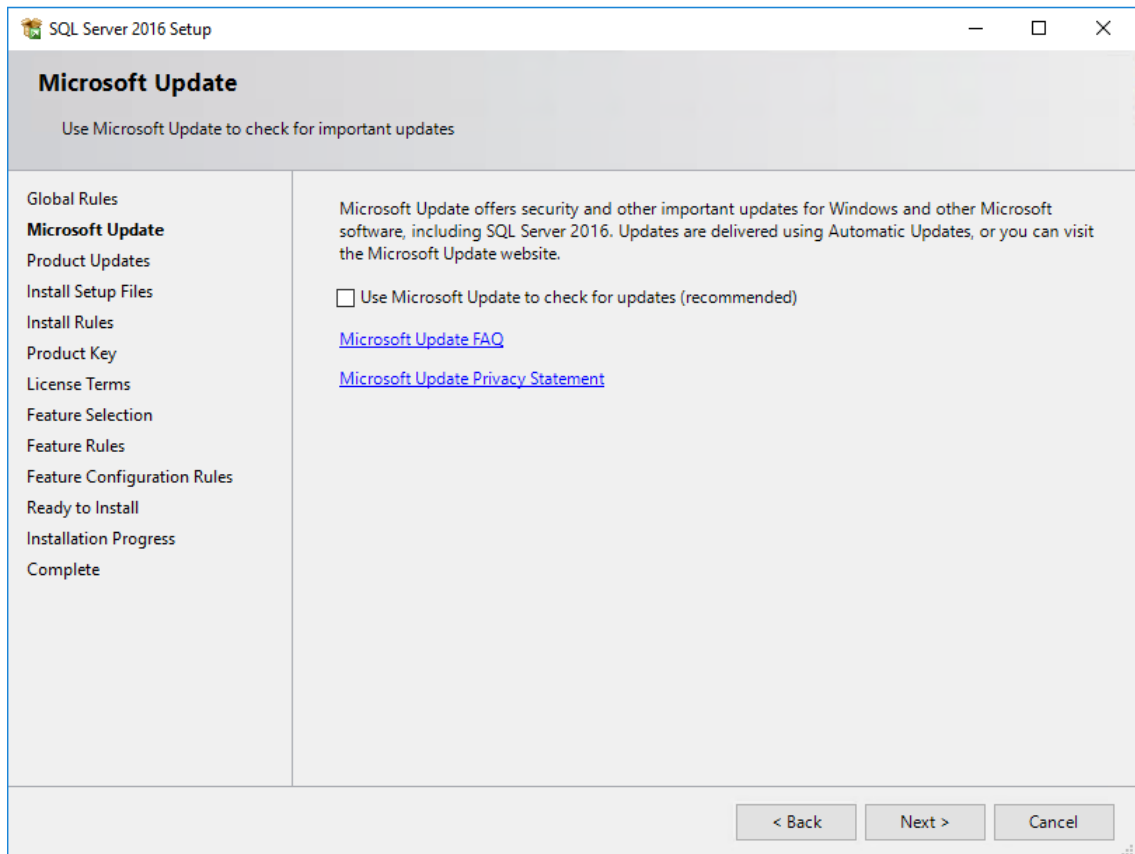 SQL Server 2016 Setup
Microsoft Update
Use Microsoft Update to check for important updates
Global Rules
Microsoft Update
Product Updates
Install Setup Files
Install Rules
Product Key
License Terms
Feature Selection
Feature Rules
Feature Configuration Rules
Ready to Install
Installation Progress
Complete
Microsoft Update offers security and other important updates for Windows and other Microsoft
software, including SQL Server 2016. Updates are delivered using Automatic Updates, or you can visit
the Microsoft Update website.
Use Microsoft Update to check for updates (recommended)
Microsoft Update FAQ
Microsoft Update Privacy Statement
< Back
Next >
Cancel